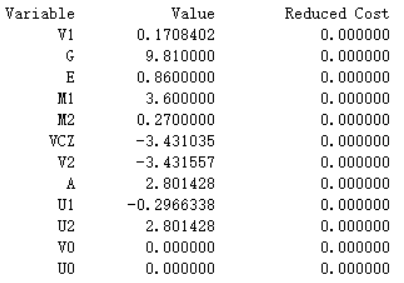 Variable Value Reduced Cost
V1 0.1708402 0.000000
G 9.810000 0.000000
E 0.8600000 0.000000
M1 3.600000 0.000000
M2 0.2700000 0.000000
VCZ -3.431035 0.000000
V2 -3.431557 0.000000
A 2.801428 0.000000
U1 -0.2966338 0.000000
U2 2.801428 0.000000
V0 0.000000 0.000000
U0 0.000000 0.000000